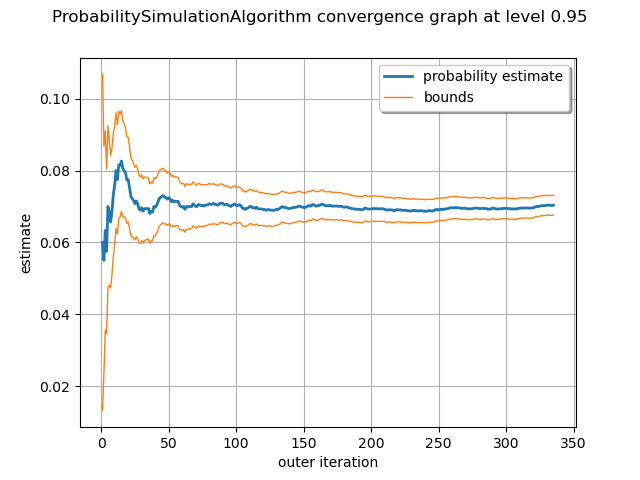 ProbabilitySimulationAlgorithm convergence graph at level 0.95
probability estimate
bounds
0.10
0.08
0.06
0.04
0.02
estimate
0 50 100 150 200 250 300 350
outer iteration